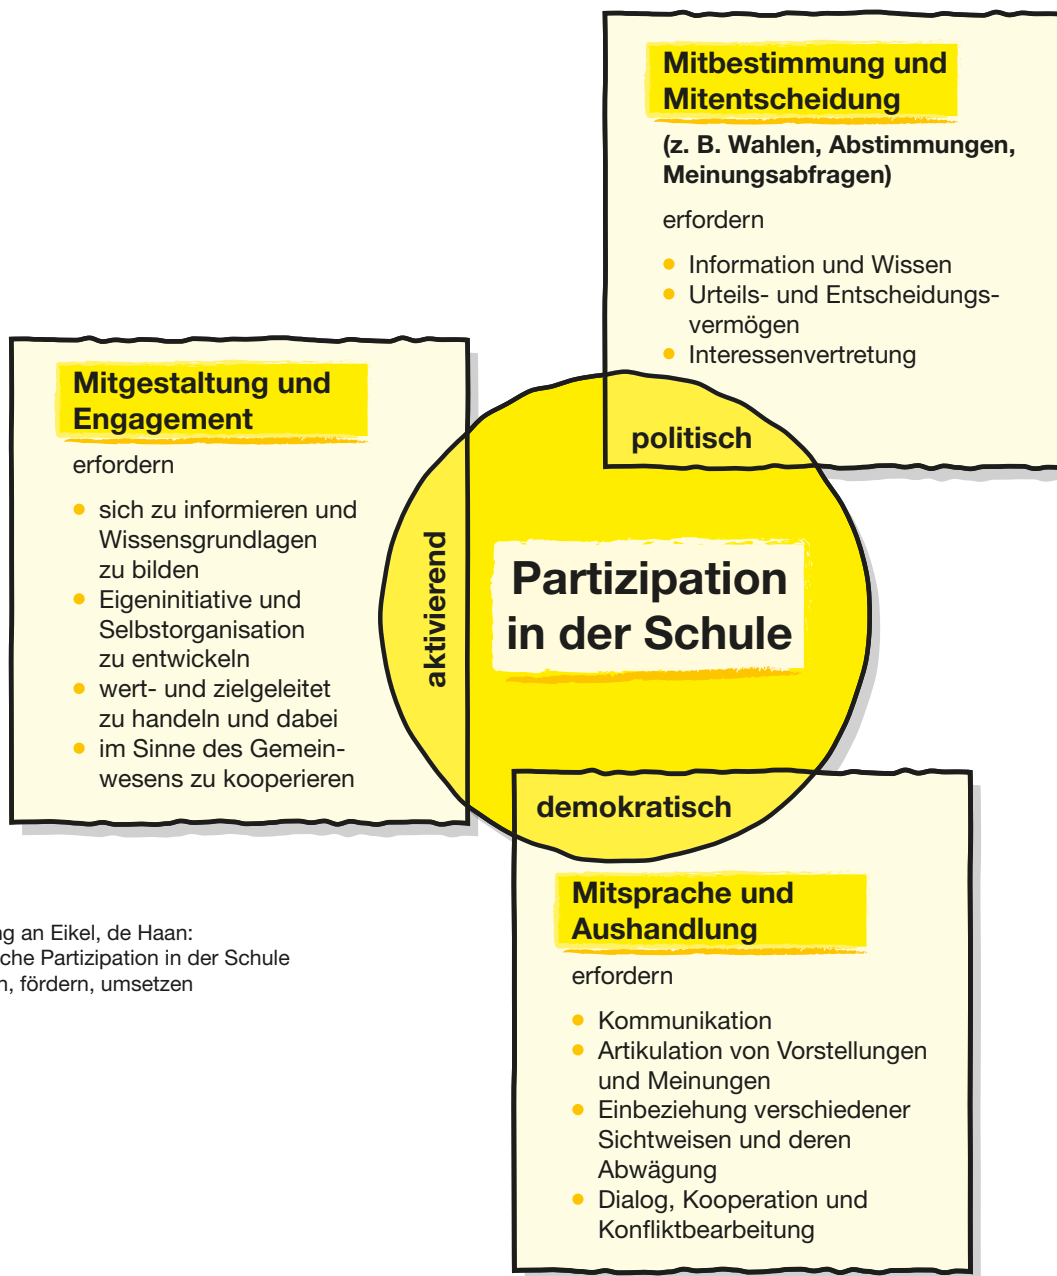 Mitbestimmung und
Mitentscheidung
(z. B. Wahlen, Abstimmungen,
Meinungsabfragen)
erfordern
• Information und Wissen
• Urteils- und Entscheidungs-
vermögen
• Interessenvertretung
politisch
Mitgestaltung und
Engagement
erfordern
• sich zu informieren und
Wissensgrundlagen
zu bilden
• Eigeninitiative und
Selbstorganisation
zu entwickeln
• wert- und zielgeleitet
zu handeln und dabei
• im Sinne des Gemein-
wesens zu kooperieren
aktivierend
Partizipation
in der Schule
demokratisch
Mitsprache und
Aushandlung
erfordern
• Kommunikation
• Artikulation von Vorstellungen
und Meinungen
• Einbeziehung verschiedener
Sichtweisen und deren
Abwägung
• Dialog, Kooperation und
Konfliktbearbeitung
ng an Eikel, de Haan:
che Partizipation in der Schule
n, fördern, umsetzen